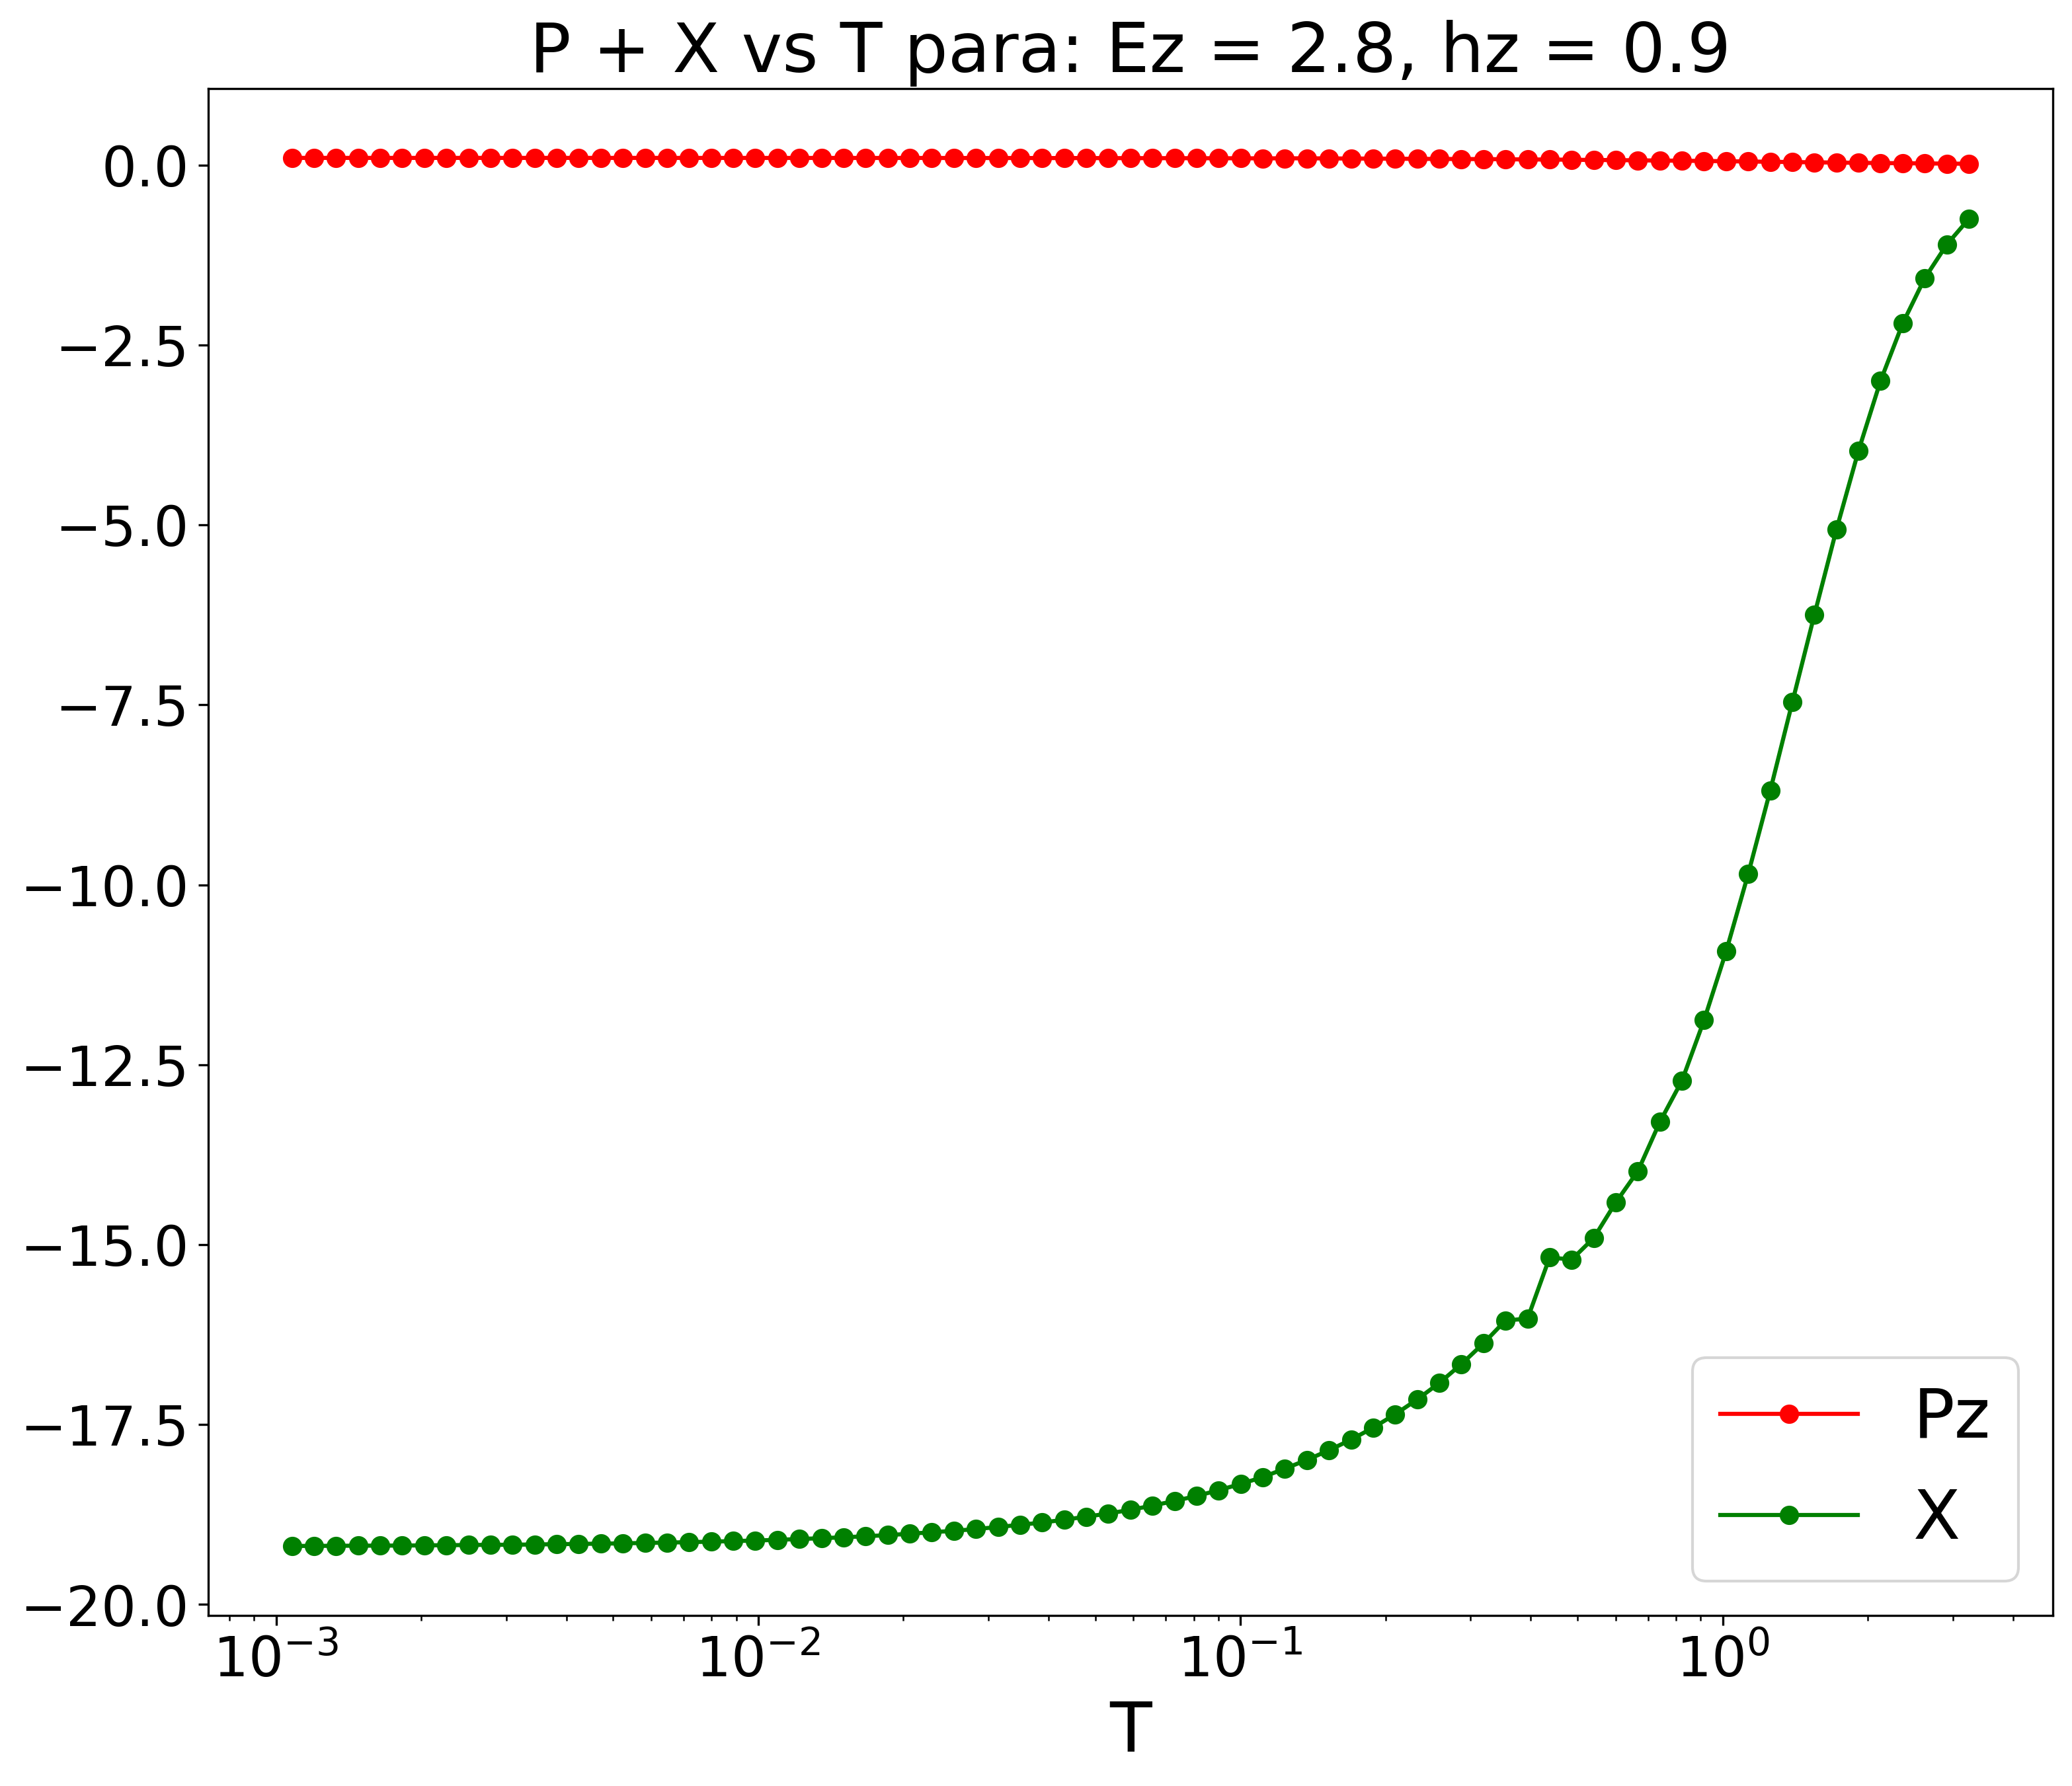 P + X vs T para: Ez = 2.8, hz = 0.9
0.0
−2.5
−5.0
−7.5
−10.0
−12.5
−15.0
−17.5
−20.0
Pz
X
10⁻³ 10⁻² 10⁻¹ 10⁰
T